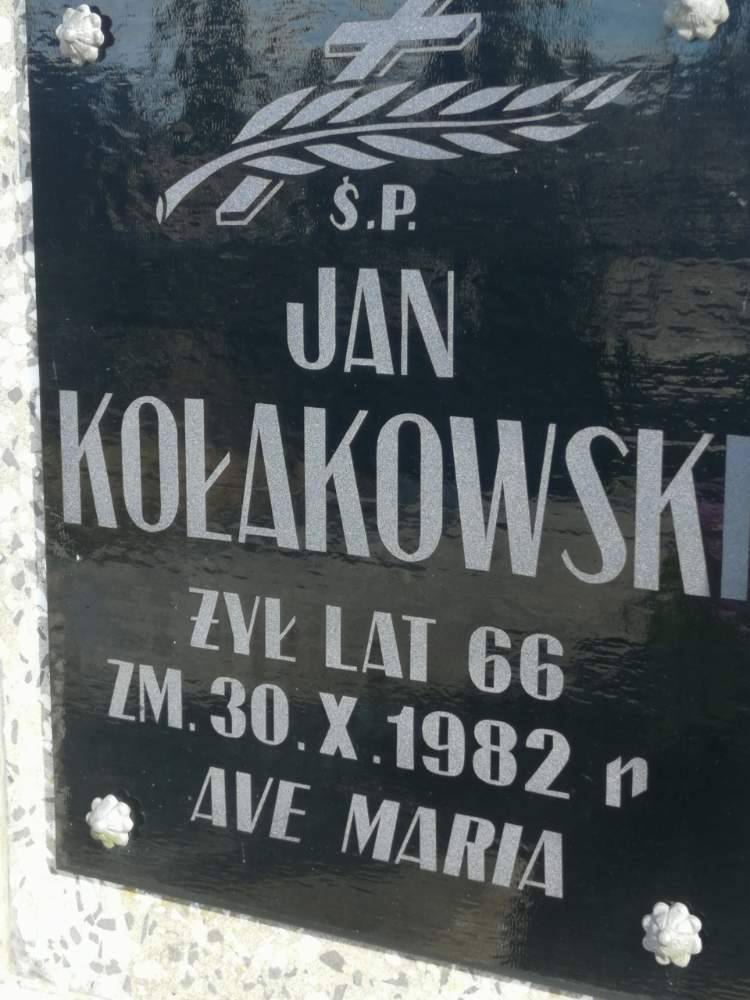 Ś.P.
JAN
KOŁAKOWSKI
ŻYŁ LAT 66
ZM. 30.X.1982 r
AVE MARIA